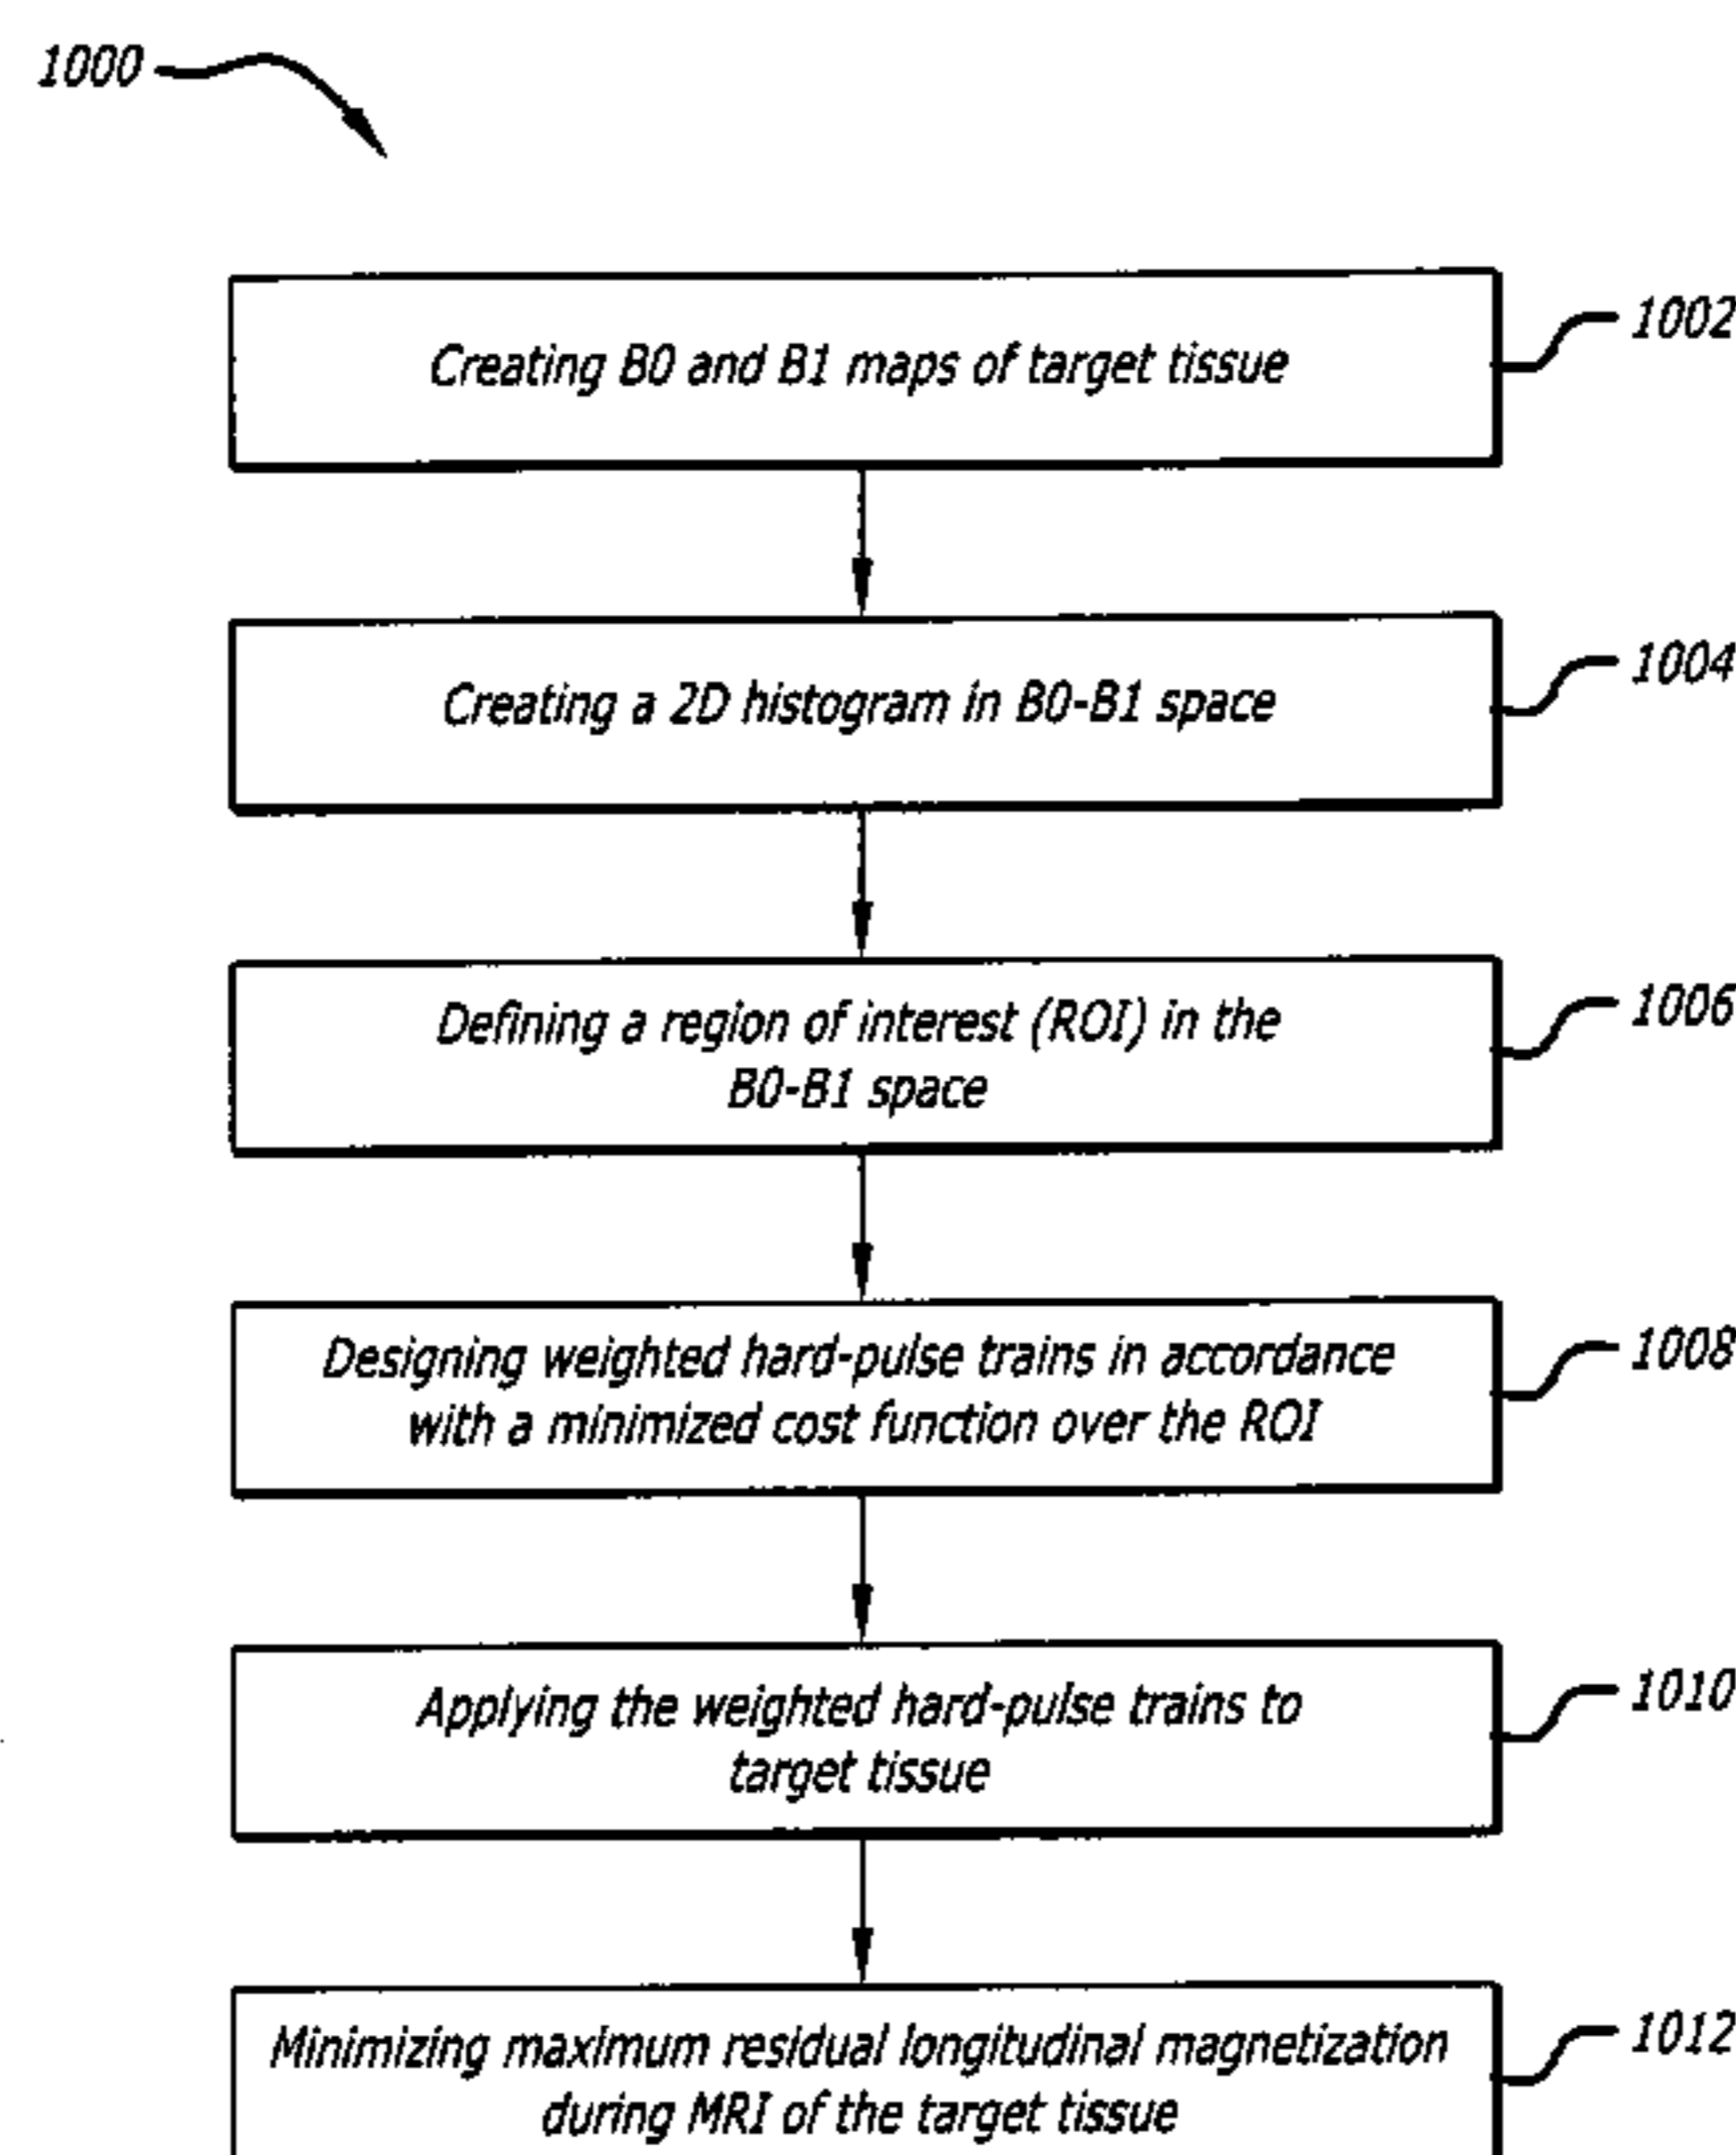 1000
Creating B0 and B1 maps of target tissue
1002
Creating a 2D histogram in B0-B1 space
1004
Defining a region of interest (ROI) in the
B0-B1 space
1006
Designing weighted hard-pulse trains in accordance
with a minimized cost function over the ROI
1008
Applying the weighted hard-pulse trains to
target tissue
1010
Minimizing maximum residual longitudinal magnetization
during MRI of the target tissue
1012